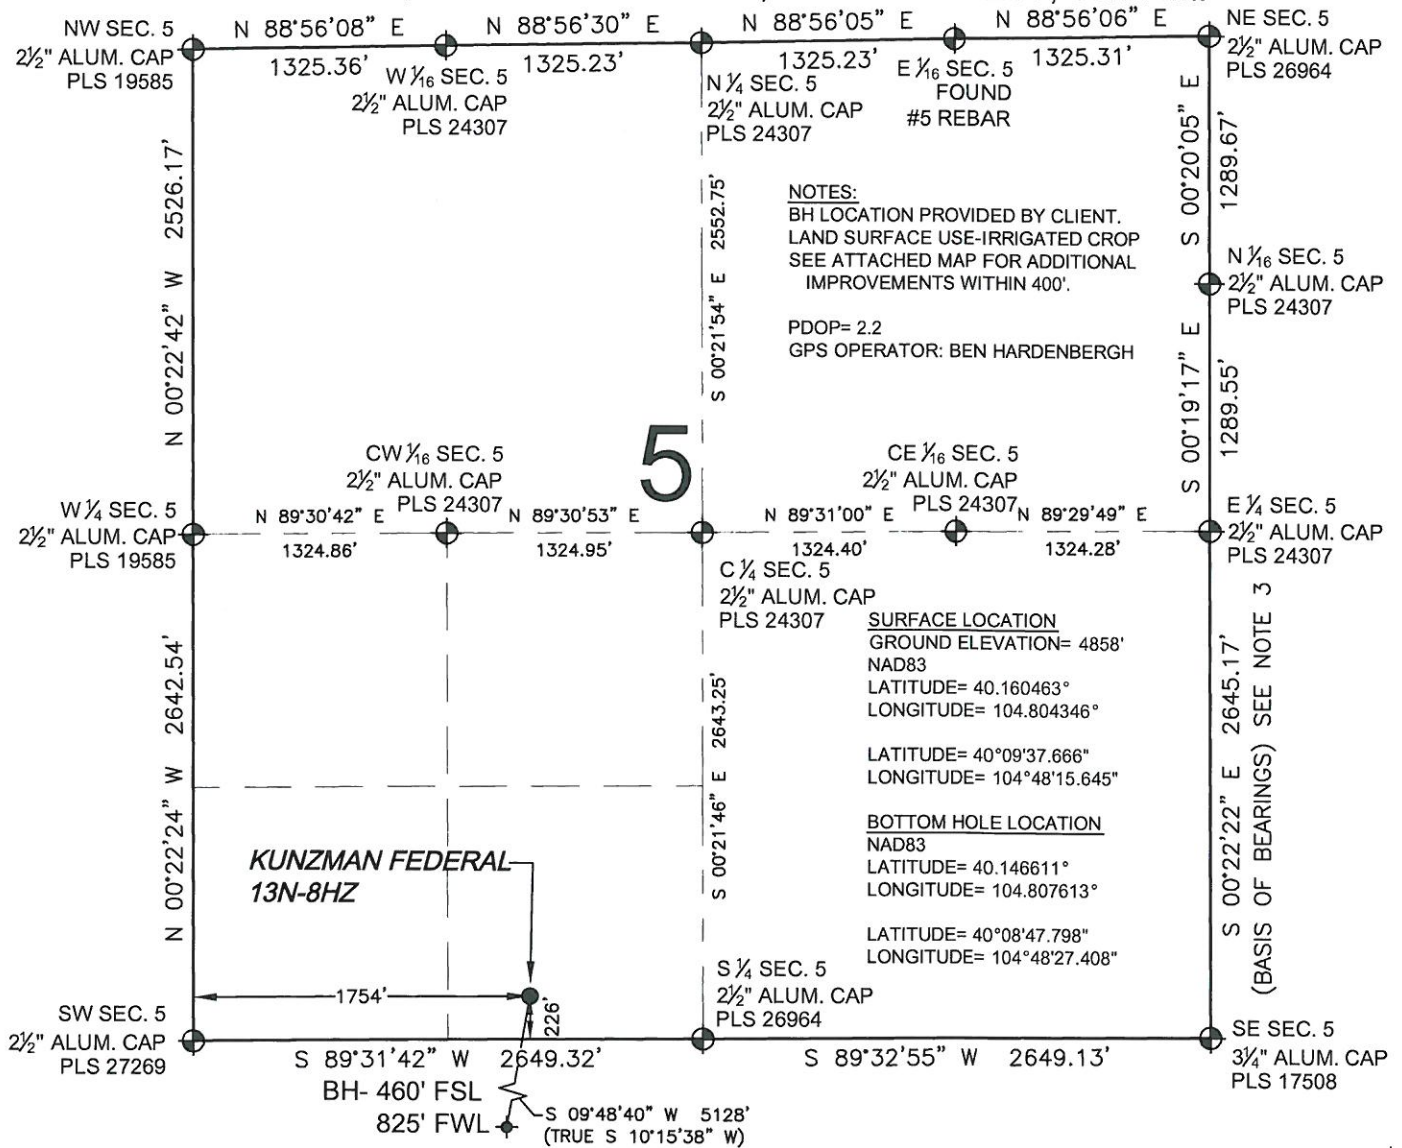 NW SEC. 5
2½" ALUM. CAP
PLS 19585
N 88°56'08" E
1325.36'
W 1⁄16 SEC. 5
2½" ALUM. CAP
PLS 24307
N 88°56'30" E
1325.23'
N ¼ SEC. 5
2½" ALUM. CAP
PLS 24307
N 88°56'05" E
1325.23'
E 1⁄16 SEC. 5
FOUND
#5 REBAR
N 88°56'06" E
1325.31'
NE SEC. 5
2½" ALUM. CAP
PLS 26964
N 00°22'42" W 2526.17'
S 00°21'54" E 2552.75'
NOTES:
BH LOCATION PROVIDED BY CLIENT.
LAND SURFACE USE-IRRIGATED CROP
SEE ATTACHED MAP FOR ADDITIONAL
IMPROVEMENTS WITHIN 400'.
PDOP= 2.2
GPS OPERATOR: BEN HARDENBERGH
S 00°20'05" E
1289.67'
N 1⁄16 SEC. 5
2½" ALUM. CAP
PLS 24307
S 00°19'17" E
1289.55'
5
W ¼ SEC. 5
2½" ALUM. CAP
PLS 19585
CW 1⁄16 SEC. 5
2½" ALUM. CAP
PLS 24307
N 89°30'42" E
1324.86'
N 89°30'53" E
1324.95'
CE 1⁄16 SEC. 5
2½" ALUM. CAP
PLS 24307
N 89°31'00" E
1324.40'
N 89°29'49" E
1324.28'
E ¼ SEC. 5
2½" ALUM. CAP
PLS 24307
C ¼ SEC. 5
2½" ALUM. CAP
PLS 24307
SURFACE LOCATION
GROUND ELEVATION= 4858'
NAD83
LATITUDE= 40.160463°
LONGITUDE= 104.804346°
LATITUDE= 40°09'37.666"
LONGITUDE= 104°48'15.645"
BOTTOM HOLE LOCATION
NAD83
LATITUDE= 40.146611°
LONGITUDE= 104.807613°
LATITUDE= 40°08'47.798"
LONGITUDE= 104°48'27.408"
N 00°22'24" W 2642.54'
S 00°21'46" E 2643.25'
S 00°22'22" E 2645.17'
(BASIS OF BEARINGS) SEE NOTE 3
KUNZMAN FEDERAL
13N-8HZ
1754'
226'
SW SEC. 5
2½" ALUM. CAP
PLS 27269
S 89°31'42" W 2649.32'
S ¼ SEC. 5
2½" ALUM. CAP
PLS 26964
S 89°32'55" W 2649.13'
SE SEC. 5
3¼" ALUM. CAP
PLS 17508
BH- 460' FSL
825' FWL
S 09°48'40" W 5128'
(TRUE S 10°15'38" W)